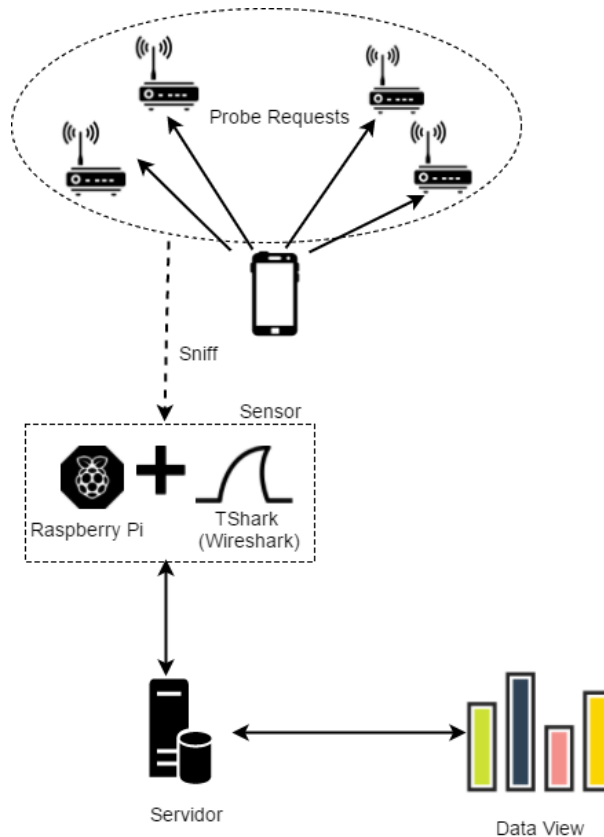 Probe Requests
Sniff
Sensor
Raspberry Pi
TShark
(Wireshark)
Servidor
Data View